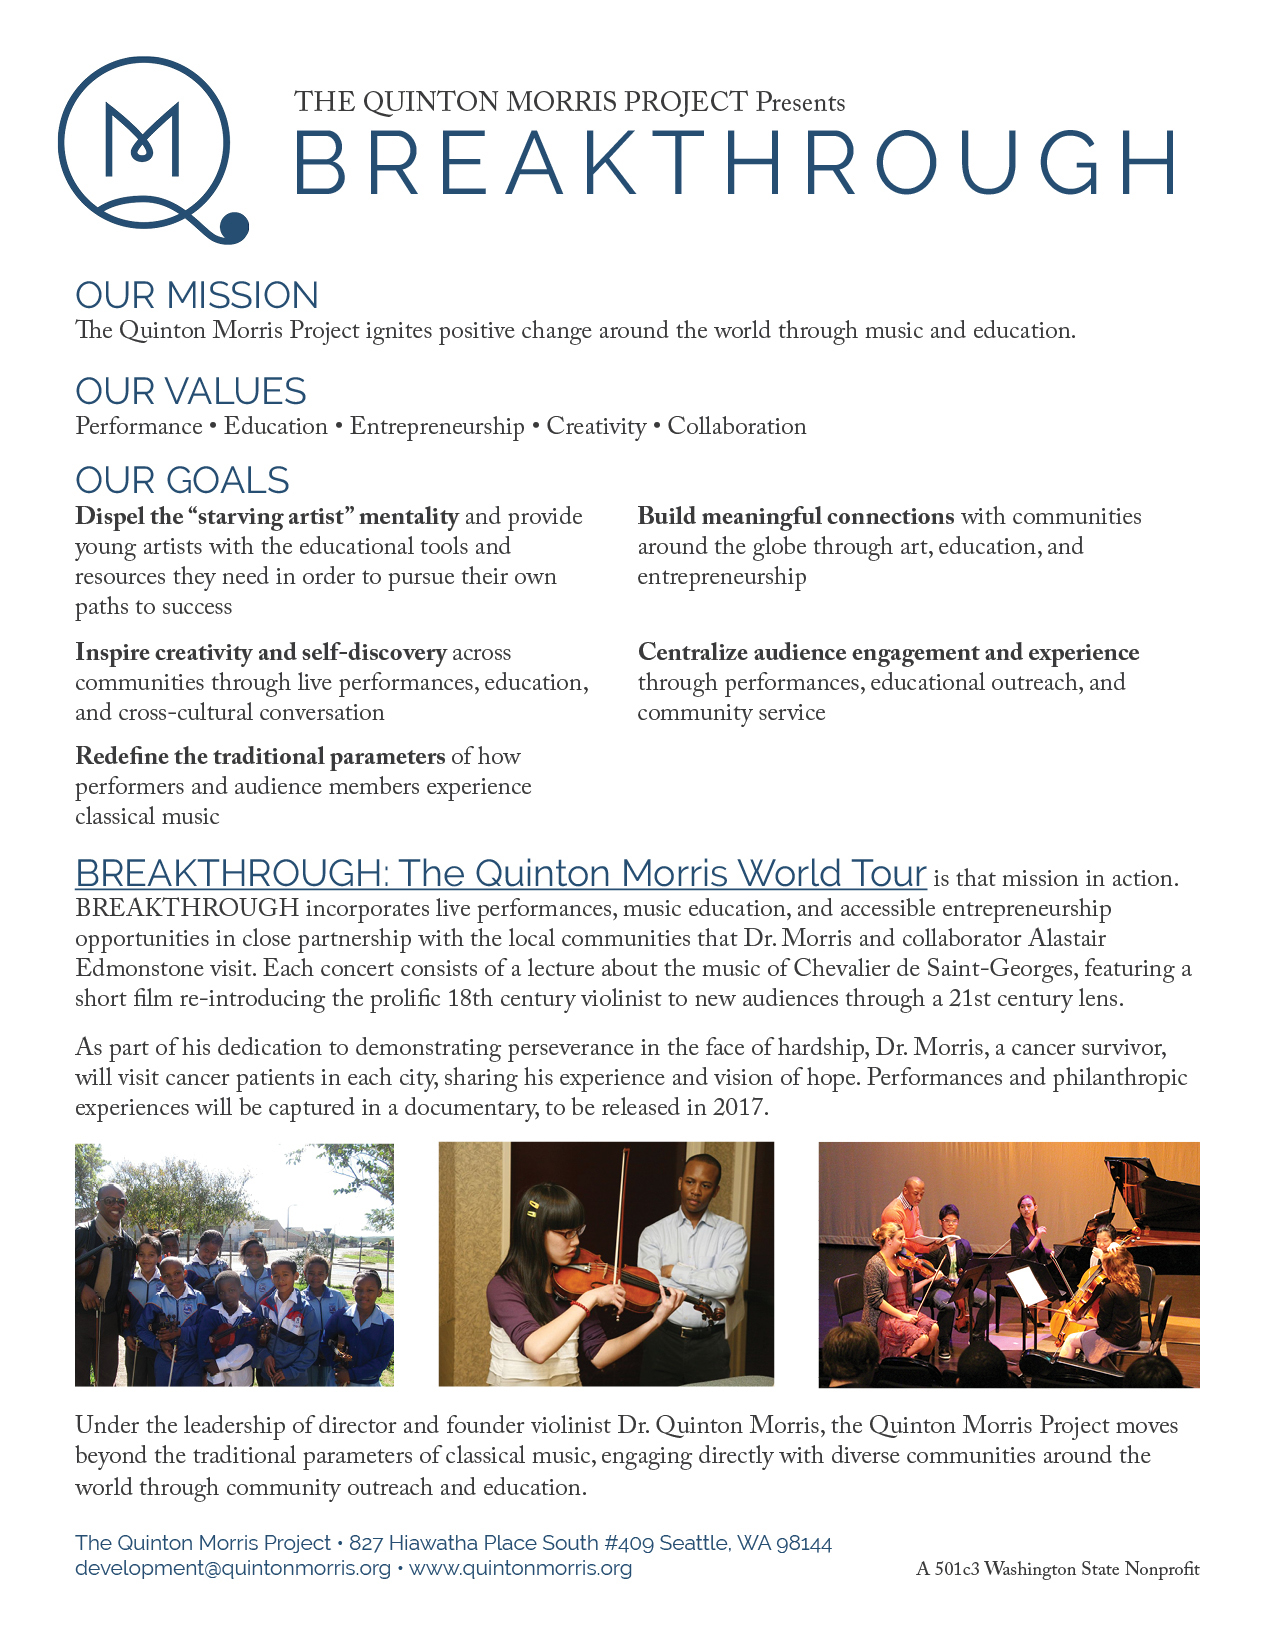 M
THE QUINTON MORRIS PROJECT Presents
BREAKTHROUGH
OUR MISSION
The Quinton Morris Project ignites positive change around the world through music and education.
OUR VALUES
Performance • Education • Entrepreneurship • Creativity • Collaboration
OUR GOALS
Dispel the “starving artist” mentality and provide
young artists with the educational tools and
resources they need in order to pursue their own
paths to success
Build meaningful connections with communities
around the globe through art, education, and
entrepreneurship
Inspire creativity and self-discovery across
communities through live performances, education,
and cross-cultural conversation
Centralize audience engagement and experience
through performances, educational outreach, and
community service
Redefine the traditional parameters of how
performers and audience members experience
classical music
BREAKTHROUGH: The Quinton Morris World Tour is that mission in action.
BREAKTHROUGH incorporates live performances, music education, and accessible entrepreneurship
opportunities in close partnership with the local communities that Dr. Morris and collaborator Alastair
Edmonstone visit. Each concert consists of a lecture about the music of Chevalier de Saint-Georges, featuring a
short film re-introducing the prolific 18th century violinist to new audiences through a 21st century lens.
As part of his dedication to demonstrating perseverance in the face of hardship, Dr. Morris, a cancer survivor,
will visit cancer patients in each city, sharing his experience and vision of hope. Performances and philanthropic
experiences will be captured in a documentary, to be released in 2017.
Under the leadership of director and founder violinist Dr. Quinton Morris, the Quinton Morris Project moves
beyond the traditional parameters of classical music, engaging directly with diverse communities around the
world through community outreach and education.
The Quinton Morris Project • 827 Hiawatha Place South #409 Seattle, WA 98144
development@quintonmorris.org • www.quintonmorris.org
A 501c3 Washington State Nonprofit